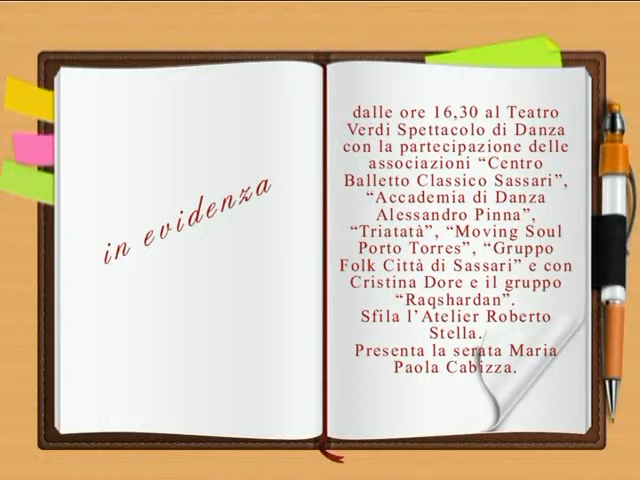 in evidenza
dalle ore 16,30 al Teatro
Verdi Spettacolo di Danza
con la partecipazione delle
associazioni “Centro
Balletto Classico Sassari”,
“Accademia di Danza
Alessandro Pinna”,
“Triatatà”, “Moving Soul
Porto Torres”, “Gruppo
Folk Città di Sassari” e con
Cristina Dore e il gruppo
“Raqshardan”.
Sfila l’Atelier Roberto
Stella.
Presenta la serata Maria
Paola Cabizza.